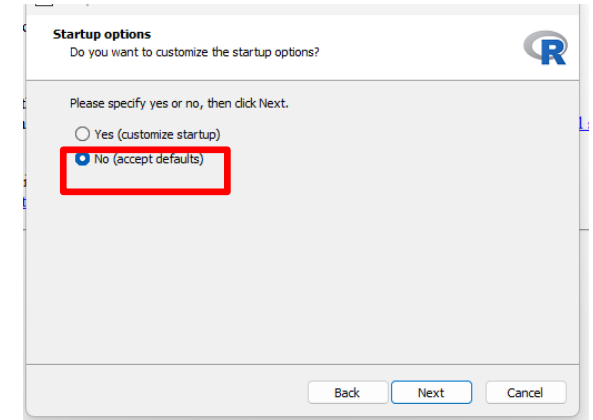 Startup options
Do you want to customize the startup options?
R
Please specify yes or no, then click Next.
Yes (customize startup)
No (accept defaults)
Back Next Cancel